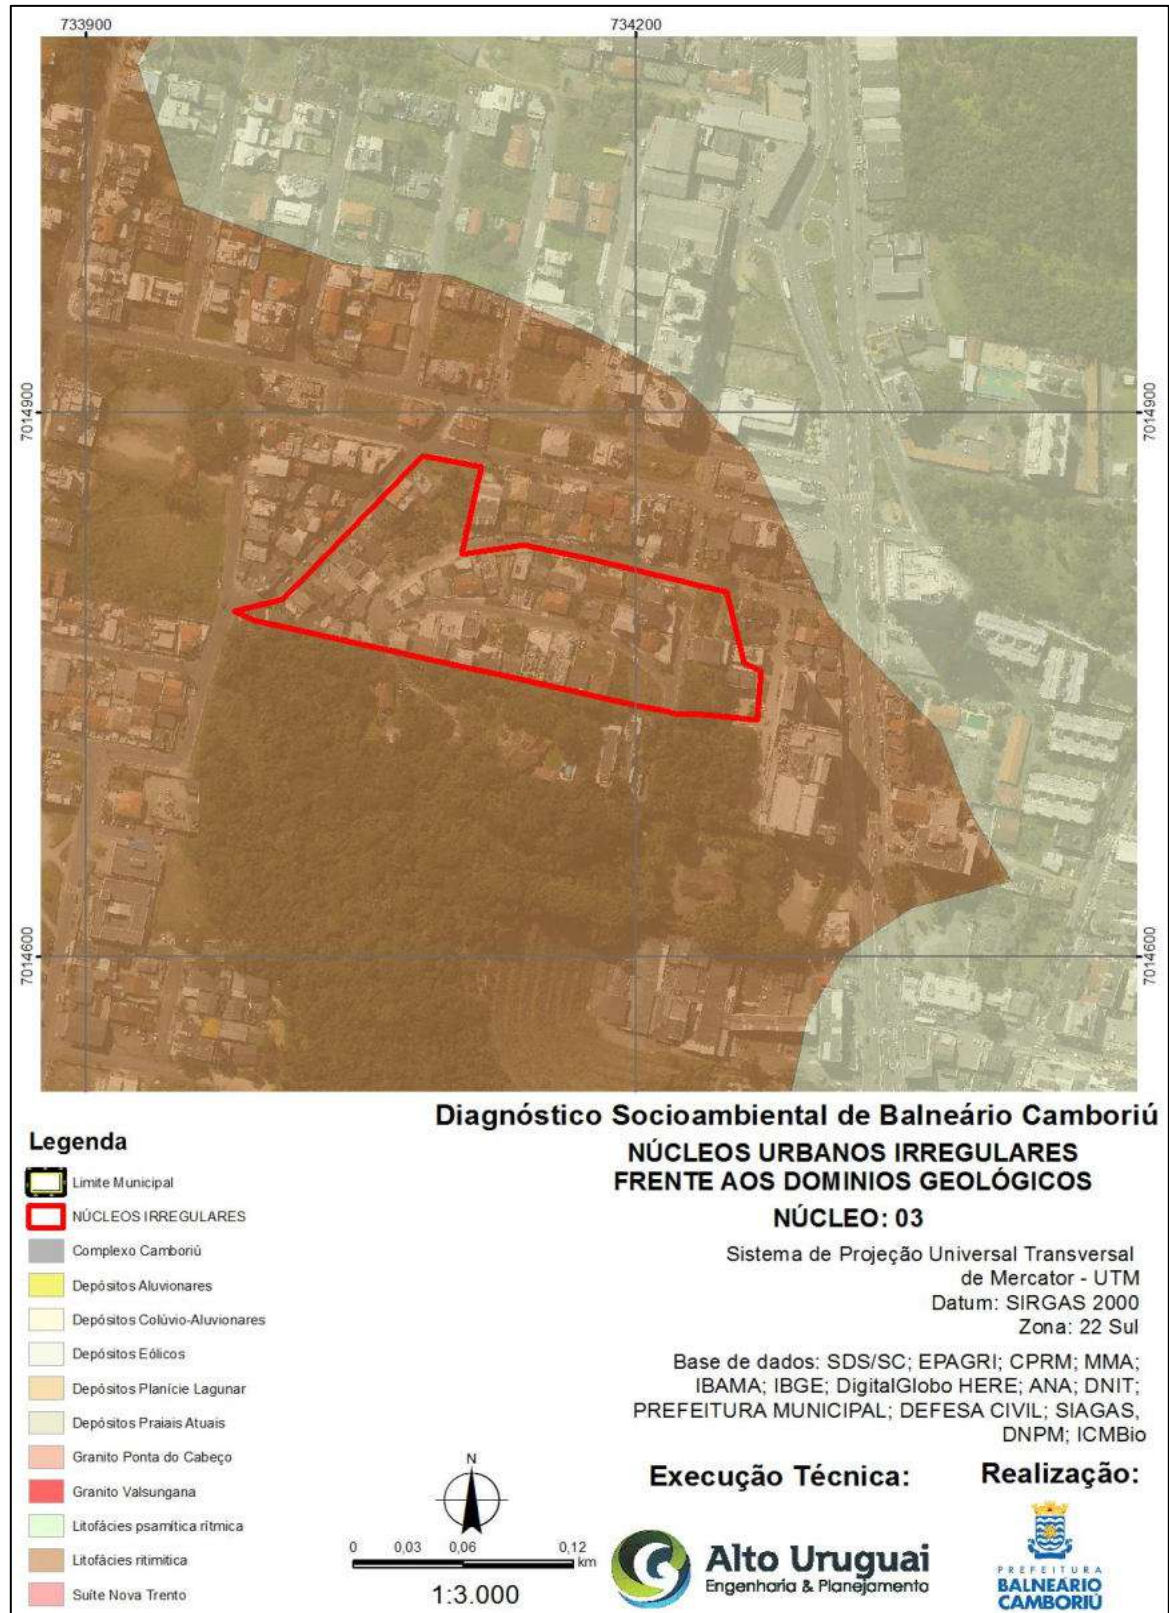 733900
734200
7014900
7014900
7014600
7014600
Diagnóstico Socioambiental de Balneário Camboriú
NÚCLEOS URBANOS IRREGULARES
FRENTE AOS DOMINIOS GEOLÓGICOS
NÚCLEO: 03
Sistema de Projeção Universal Transversal
de Mercator - UTM
Datum: SIRGAS 2000
Zona: 22 Sul
Base de dados: SDS/SC; EPAGRI; CPRM; MMA;
IBAMA; IBGE; DigitalGlobo HERE; ANA; DNIT;
PREFEITURA MUNICIPAL; DEFESA CIVIL; SIAGAS,
DNPM; ICMBio
Legenda
Limite Municipal
NÚCLEOS IRREGULARES
Complexo Camboriú
Depósitos Aluvionares
Depósitos Colúvio-Aluvionares
Depósitos Eólicos
Depósitos Planície Lagunar
Depósitos Praiais Atuais
Granito Ponta do Cabeço
Granito Valsungana
Litofácies psamítica rítmica
Litofácies ritimitica
Suíte Nova Trento
N
0 0,03 0,06 0,12
km
1:3.000
Execução Técnica:
Alto Uruguai
Engenharia & Planejamento
Realização:
PREFEITURA
BALNEÁRIO
CAMBORIÚ